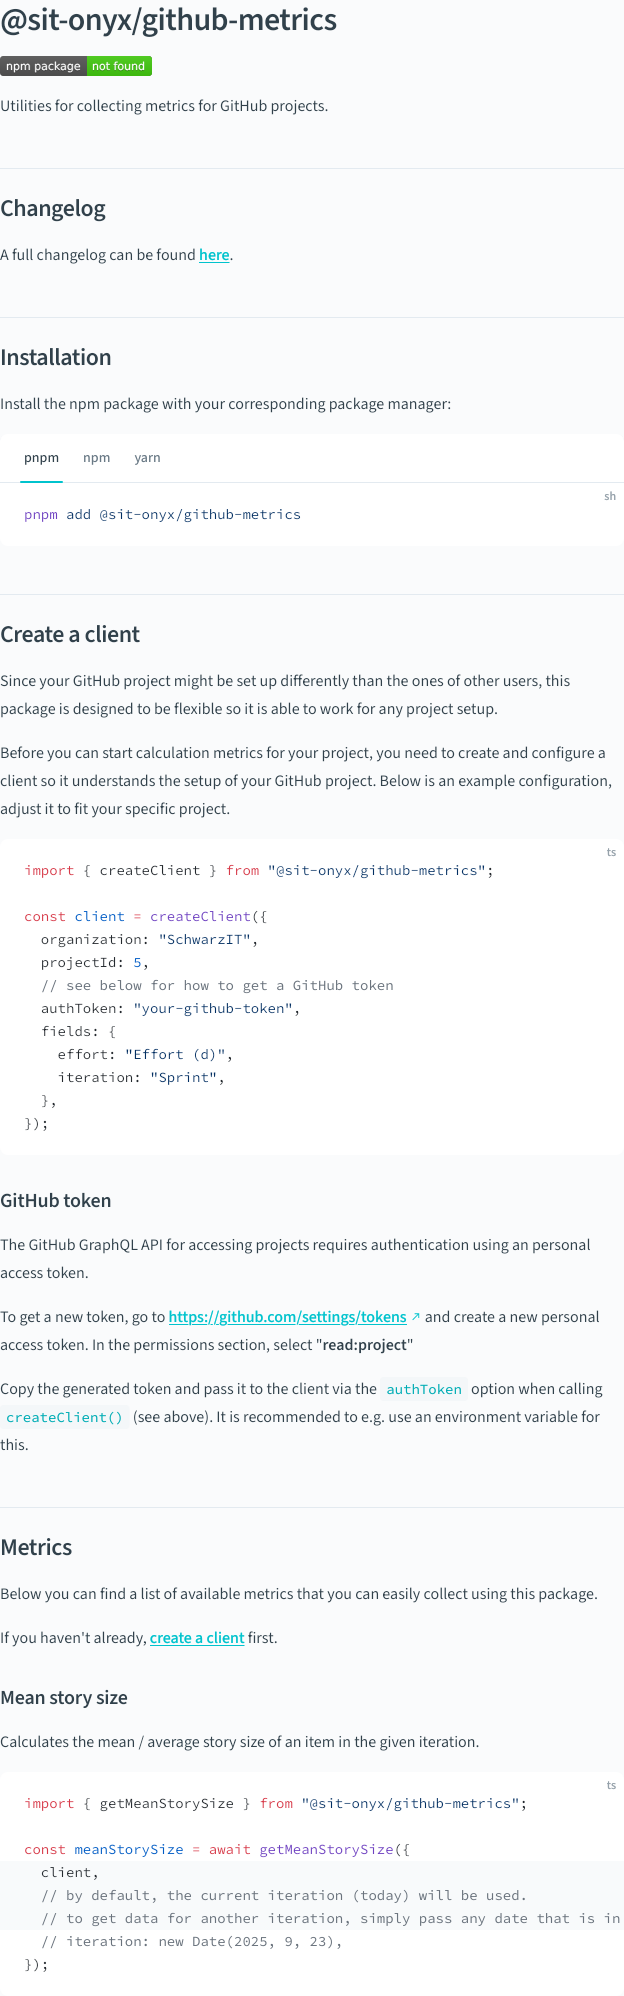 @sit-onyx/github-metrics
npm package not found
Utilities for collecting metrics for GitHub projects.
Changelog
A full changelog can be found here.
Installation
Install the npm package with your corresponding package manager:
pnpm npm yarn
sh
pnpm add @sit-onyx/github-metrics
Create a client
Since your GitHub project might be set up differently than the ones of other users, this
package is designed to be flexible so it is able to work for any project setup.
Before you can start calculation metrics for your project, you need to create and configure a
client so it understands the setup of your GitHub project. Below is an example configuration,
adjust it to fit your specific project.
ts
import { createClient } from "@sit-onyx/github-metrics";
const client = createClient({
  organization: "SchwarzIT",
  projectId: 5,
  // see below for how to get a GitHub token
  authToken: "your-github-token",
  fields: {
    effort: "Effort (d)",
    iteration: "Sprint",
  },
});
GitHub token
The GitHub GraphQL API for accessing projects requires authentication using an personal
access token.
To get a new token, go to https://github.com/settings/tokens ↗ and create a new personal
access token. In the permissions section, select "read:project"
Copy the generated token and pass it to the client via the authToken option when calling
createClient() (see above). It is recommended to e.g. use an environment variable for
this.
Metrics
Below you can find a list of available metrics that you can easily collect using this package.
If you haven't already, create a client first.
Mean story size
Calculates the mean / average story size of an item in the given iteration.
ts
import { getMeanStorySize } from "@sit-onyx/github-metrics";
const meanStorySize = await getMeanStorySize({
  client,
  // by default, the current iteration (today) will be used.
  // to get data for another iteration, simply pass any date that is in
  // iteration: new Date(2025, 9, 23),
});